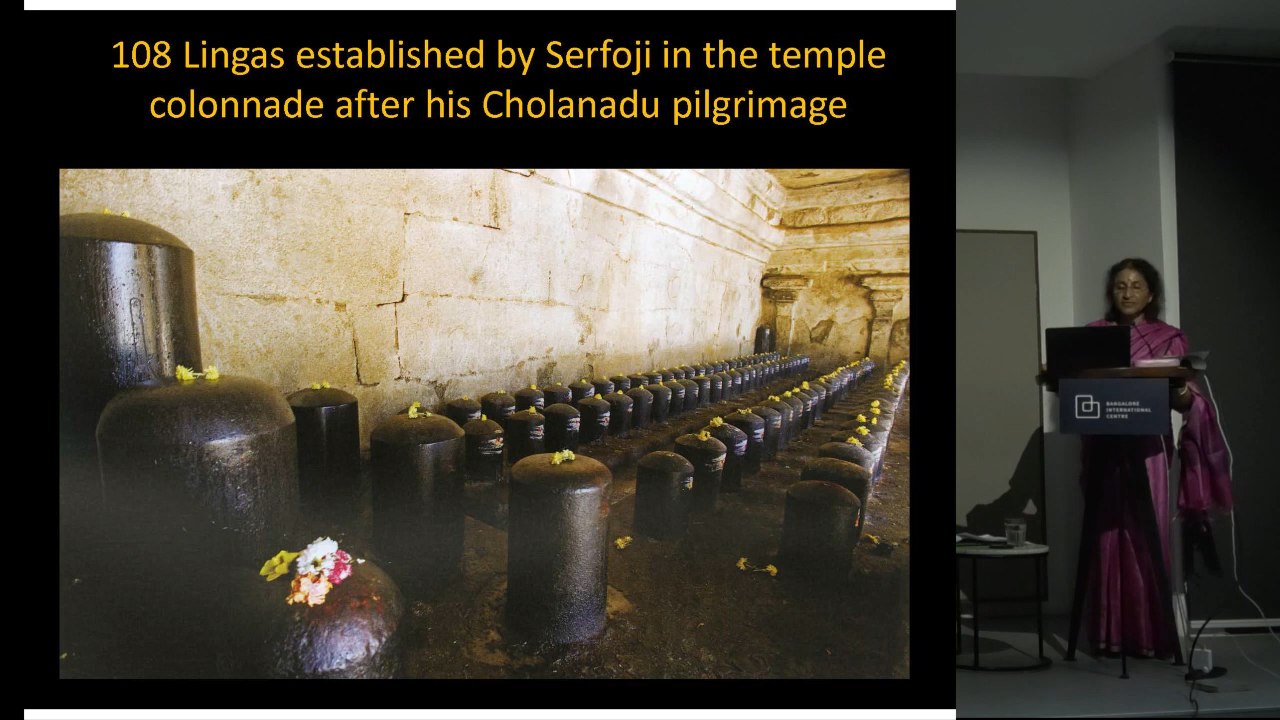 108 Lingas established by Serfoji in the temple
colonnade after his Cholanadu pilgrimage
BANGALORE
INTERNATIONAL
CENTRE